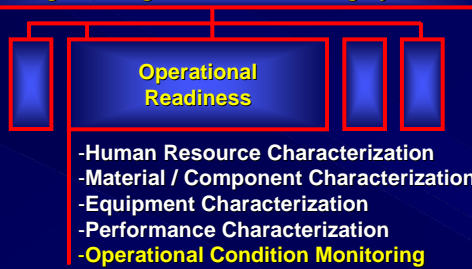 Operational
Readiness
-Human Resource Characterization
-Material / Component Characterization
-Equipment Characterization
-Performance Characterization
-Operational Condition Monitoring